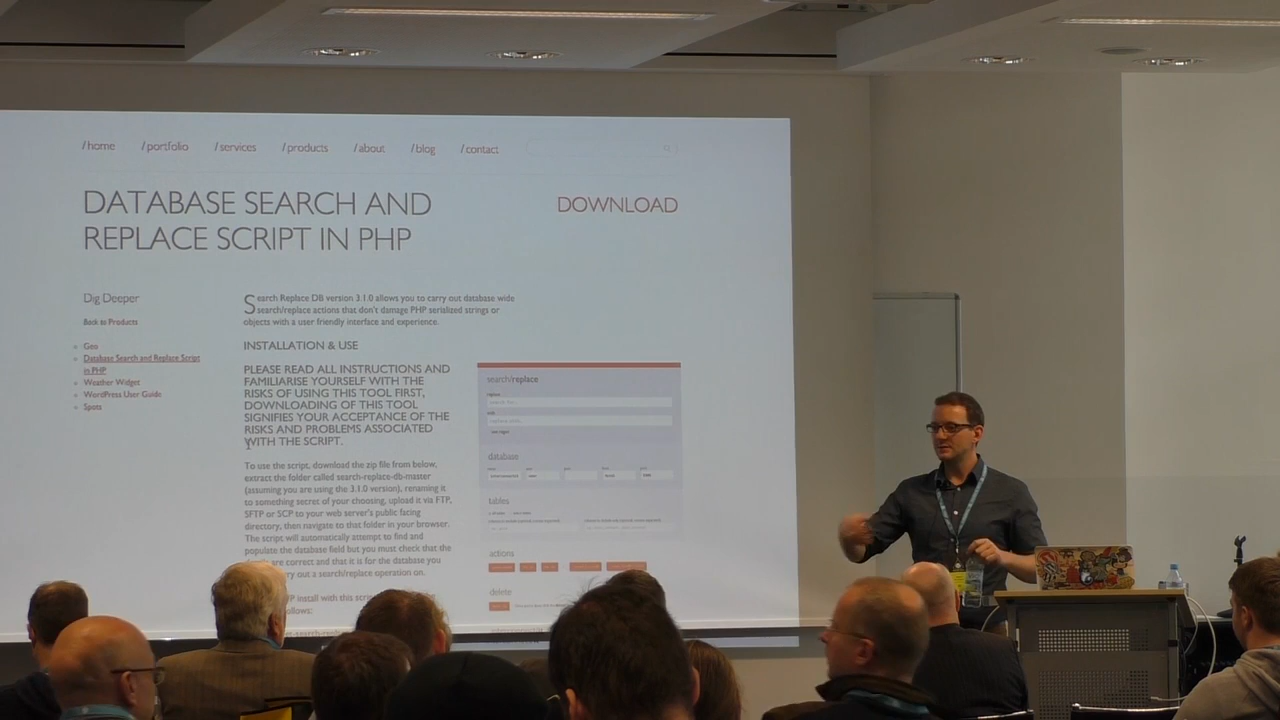 /home /portfolio /services /products /about /blog /contact
DATABASE SEARCH AND
REPLACE SCRIPT IN PHP
DOWNLOAD
Dig Deeper
Back to Products
Geo
Database Search and Replace Script
in PHP
Weather Widget
WordPress User Guide
Spots
Search Replace DB version 3.1.0 allows you to carry out database wide
search/replace actions that don't damage PHP serialized strings or
objects with a user friendly interface and experience.
INSTALLATION & USE
PLEASE READ ALL INSTRUCTIONS AND
FAMILIARISE YOURSELF WITH THE
RISKS OF USING THIS TOOL FIRST,
DOWNLOADING OF THIS TOOL
SIGNIFIES YOUR ACCEPTANCE OF THE
RISKS AND PROBLEMS ASSOCIATED
WITH THE SCRIPT.
To use the script, download the zip file from below,
extract the folder called search-replace-db-master
(assuming you are using the 3.1.0 version), renaming it
to something secret of your choosing, upload it via FTP,
SFTP or SCP to your web server's public facing
directory, then navigate to that folder in your browser.
The script will automatically attempt to find and
populate the database field but you must check that the
are correct and that it is for the database you
out a search/replace operation on.
install with this
search/replace
replace
search for...
with
replace with...
database
tables
actions
delete